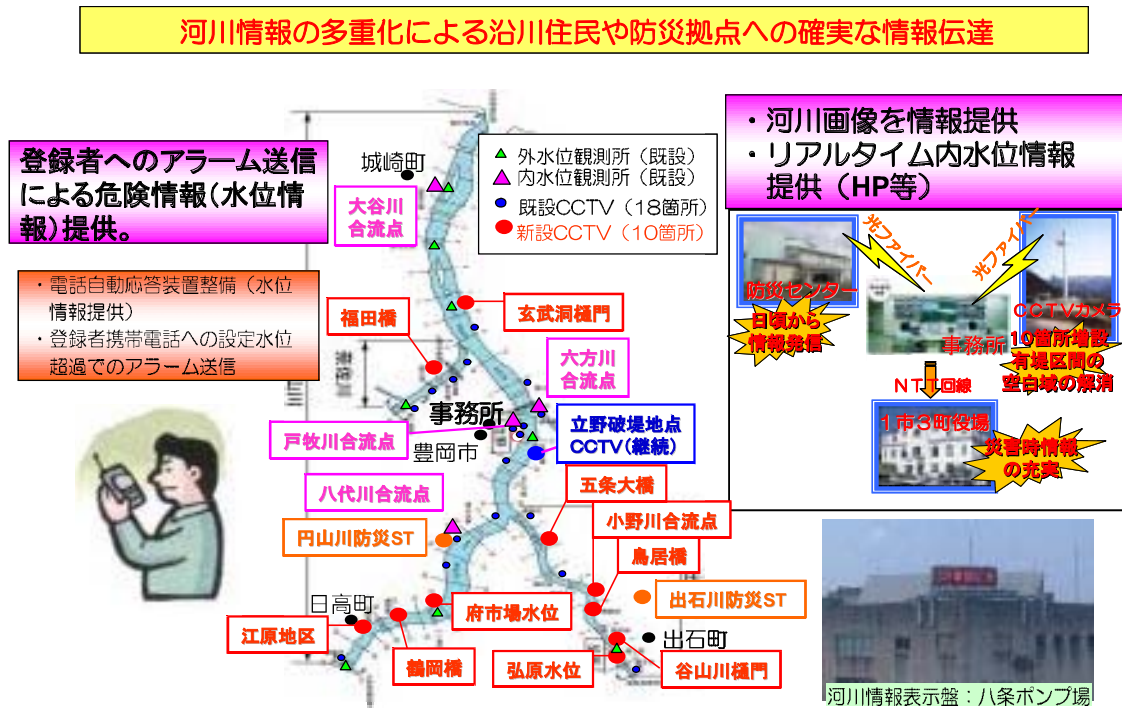 河川情報の多重化による沿川住民や防災拠点への確実な情報伝達
登録者へのアラーム送信
による危険情報(水位情
報)提供。
・電話自動応答装置整備（水位
情報提供）
・登録者携帯電話への設定水位
超過でのアラーム送信
外水位観測所（既設）
内水位観測所（既設）
既設CCTV（18箇所）
新設CCTV（10箇所）
・河川画像を情報提供
・リアルタイム内水位情報
提供（HP等）
光ファイバー
光ファイバー
防災センター
日頃から
情報発信
事務所
CCTVカメラ
10箇所増設
有堤区間の
空白域の解消
NTT回線
1市3町役場
災害時情報
の充実
城崎町
大谷川
合流点
玄武洞樋門
福田橋
六方川
合流点
事務所
豊岡市
戸牧川合流点
立野破堤地点
CCTV(継続)
八代川合流点
五条大橋
小野川合流点
円山川防災ST
鳥居橋
出石川防災ST
日高町
府市場水位
江原地区
鶴岡橋
出石町
弘原水位
谷山川樋門
河川情報表示盤：八条ポンプ場